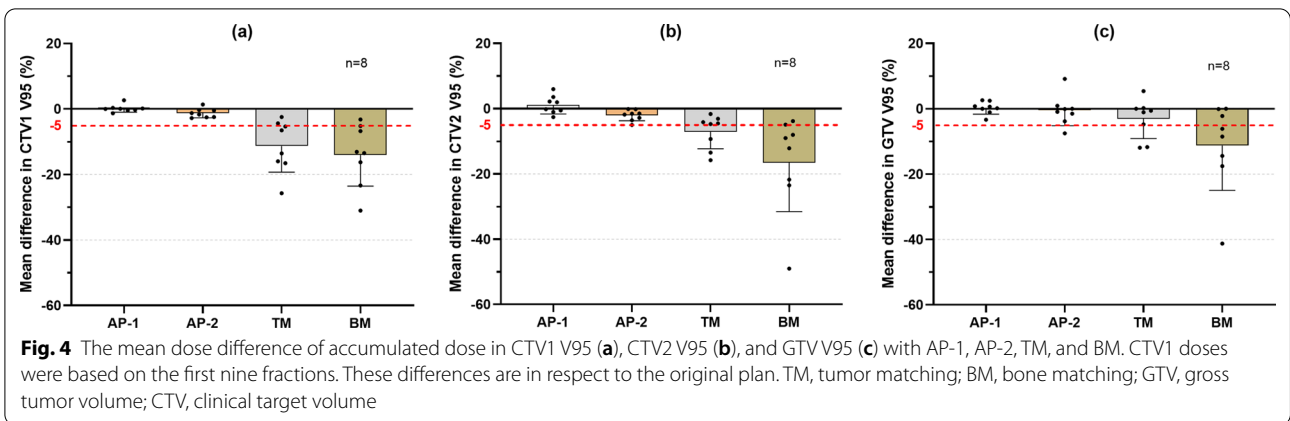 (a)
Mean difference in CTV1 V95 (%)
20
0
-5
-20
-40
-60
n=8
AP-1 AP-2 TM BM
(b)
Mean difference in CTV2 V95 (%)
20
0
-5
-20
-40
-60
n=8
AP-1 AP-2 TM BM
(c)
Mean difference in GTV V95 (%)
20
0
-5
-20
-40
-60
n=8
AP-1 AP-2 TM BM
Fig. 4 The mean dose difference of accumulated dose in CTV1 V95 (a), CTV2 V95 (b), and GTV V95 (c) with AP-1, AP-2, TM, and BM. CTV1 doses
were based on the first nine fractions. These differences are in respect to the original plan. TM, tumor matching; BM, bone matching; GTV, gross
tumor volume; CTV, clinical target volume